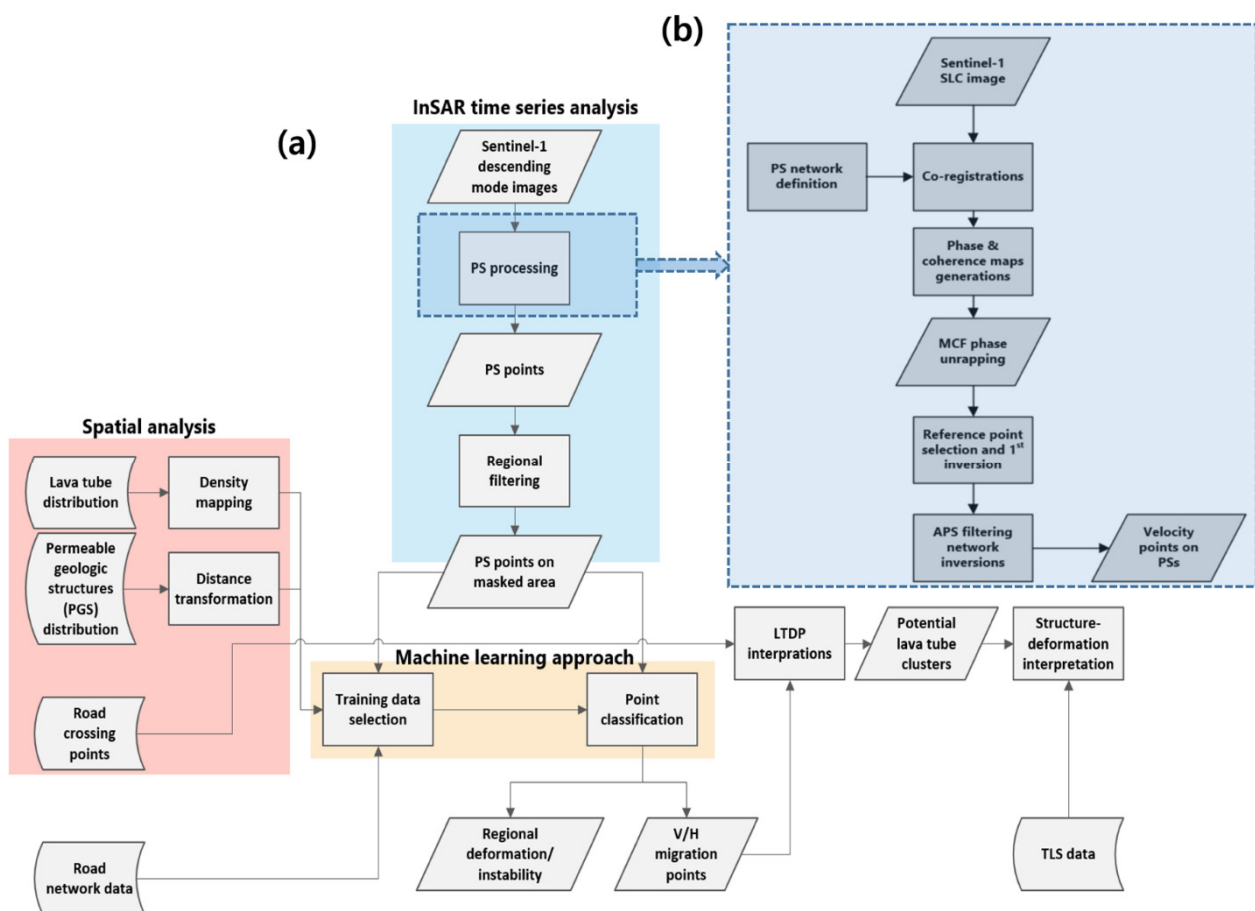 (b)
Sentinel-1
SLC image
InSAR time series analysis
(a)
Sentinel-1
descending
mode images
PS network
definition
Co-registrations
PS processing
Phase &
coherence maps
generations
PS points
MCF phase
unrapping
Spatial analysis
Reference point
selection and 1st
inversion
Lava tube
distribution
Density
mapping
Regional
filtering
APS filtering
network
inversions
Velocity
points on
PSs
Permeable
geologic
structures
(PGS)
distribution
Distance
transformation
PS points on
masked area
LTDP
interprations
Potential
lava tube
clusters
Structure-
deformation
interpretation
Machine learning approach
Training data
selection
Point
classification
Road
crossing
points
Regional
deformation/
instability
V/H
migration
points
TLS data
Road
network data